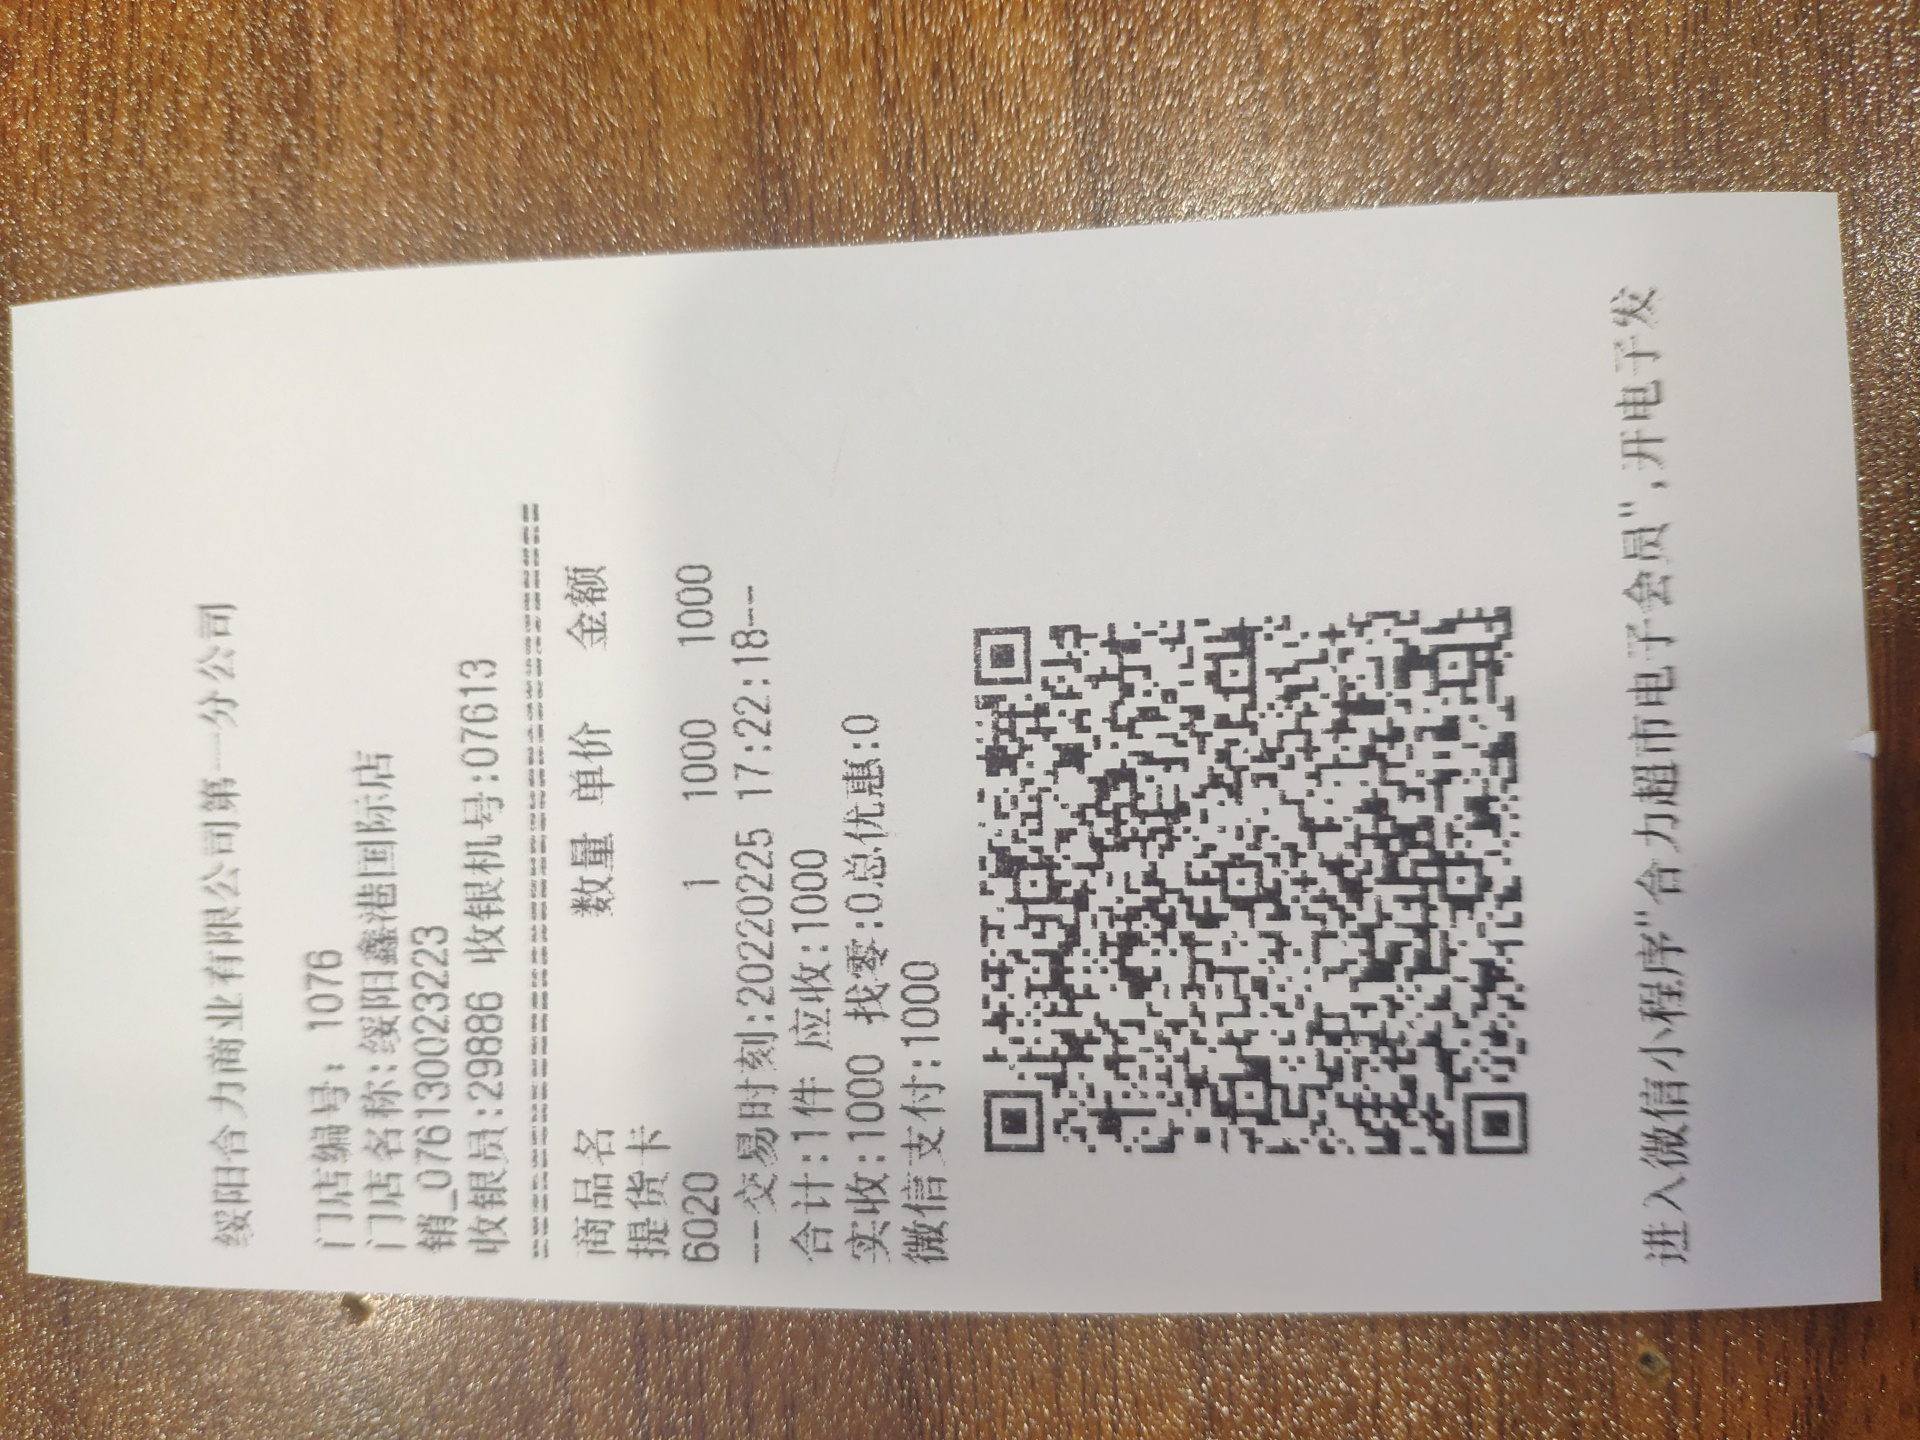 绥阳合力商业有限公司第一分公司
门店编号: 1076
门店名称:绥阳鑫港国际店
销_076130023223
收银员:29886 收银机号:07613
商品名 数量 单价 金额
提货卡
6020 1 1000 1000
--交易时刻:20220225 17:22:18--
合计:1件 应收:1000
实收:1000 找零:0总优惠:0
微信支付:1000
进入微信小程序"合力超市电子会员",开电子发